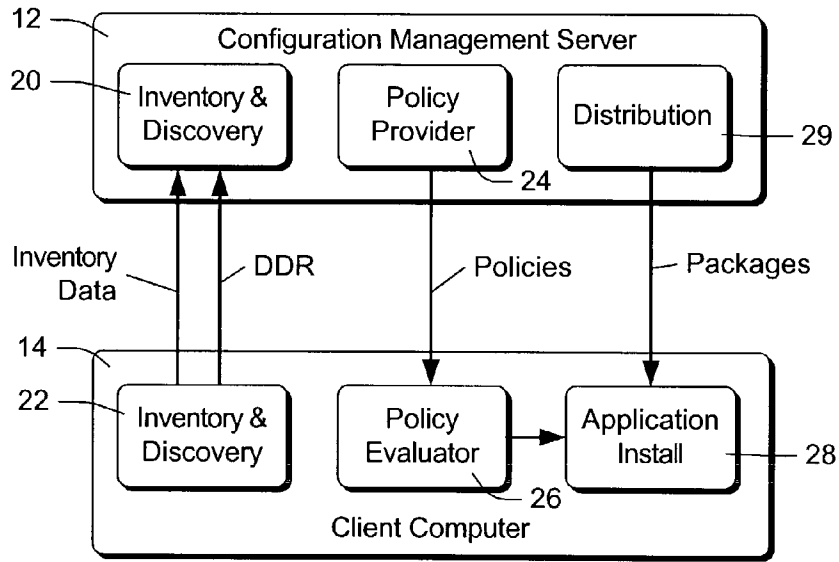 12
Configuration Management Server
20
Inventory &
Discovery
Policy
Provider
Distribution
24
29
Inventory
Data
DDR
Policies
Packages
14
22
Inventory &
Discovery
Policy
Evaluator
Application
Install
26
28
Client Computer